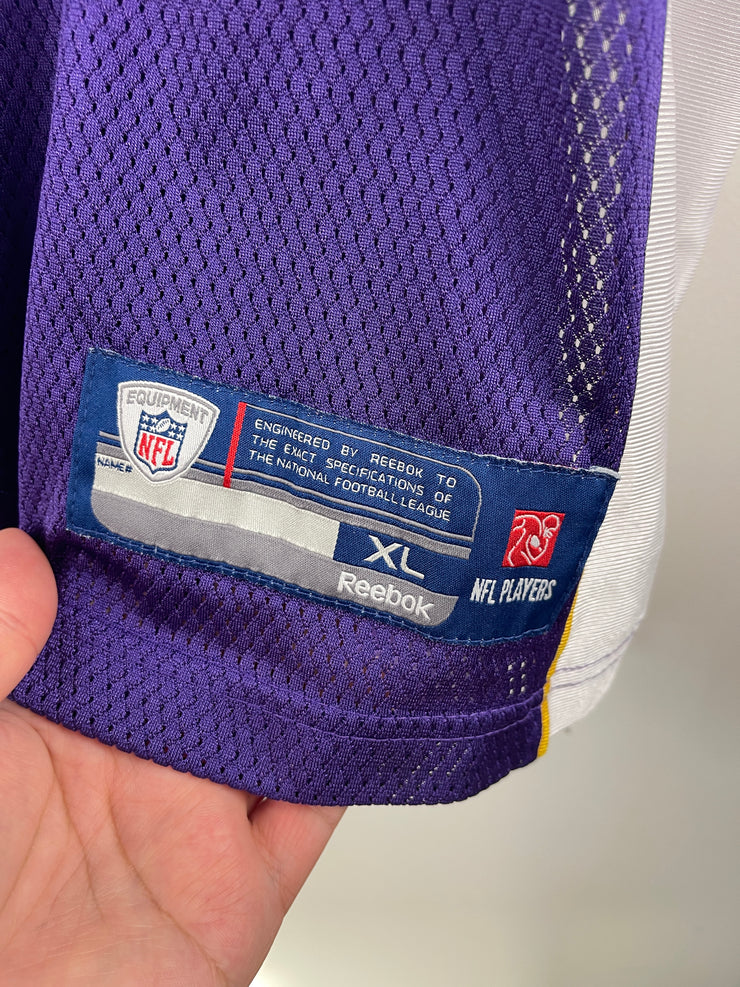 EQUIPMENT
NFL
NAME#
ENGINEERED BY REEBOK TO
THE EXACT SPECIFICATIONS OF
THE NATIONAL FOOTBALL LEAGUE
XL
Reebok
NFL PLAYERS